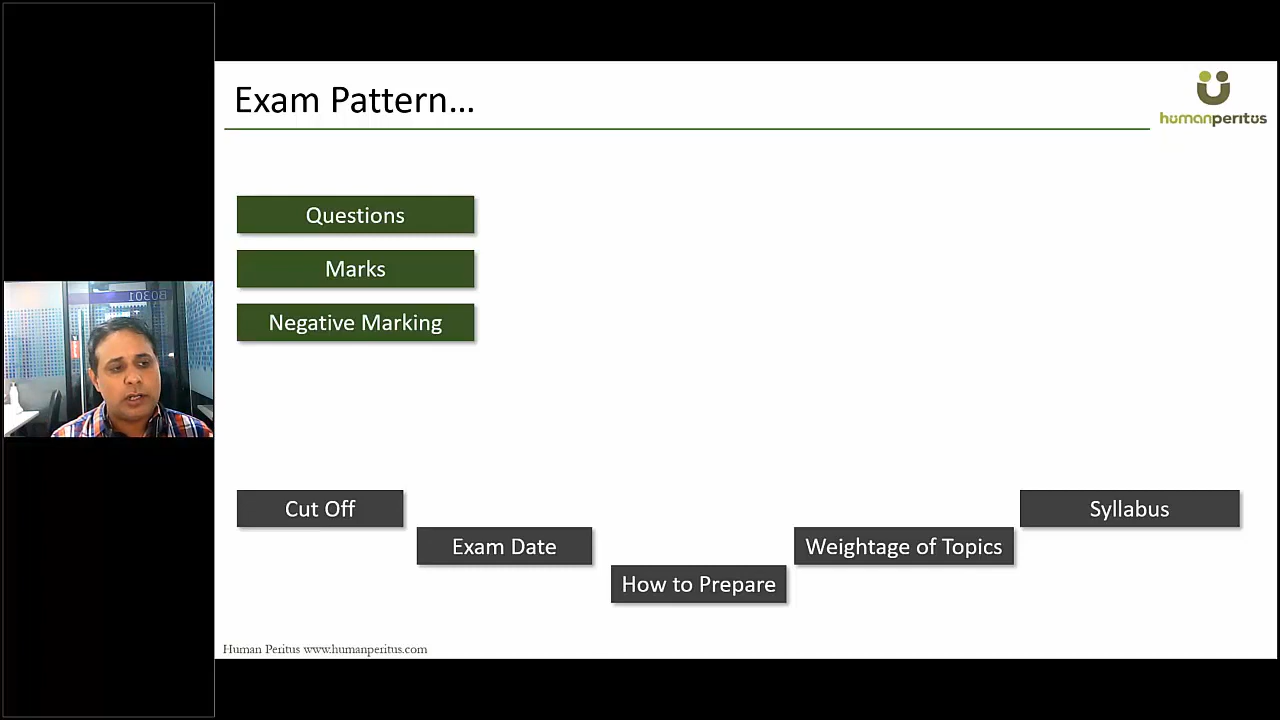 Exam Pattern...
humanperitus
Questions
Marks
Negative Marking
Cut Off
Syllabus
Exam Date
Weightage of Topics
How to Prepare
Human Peritus www.humanperitus.com
B0301